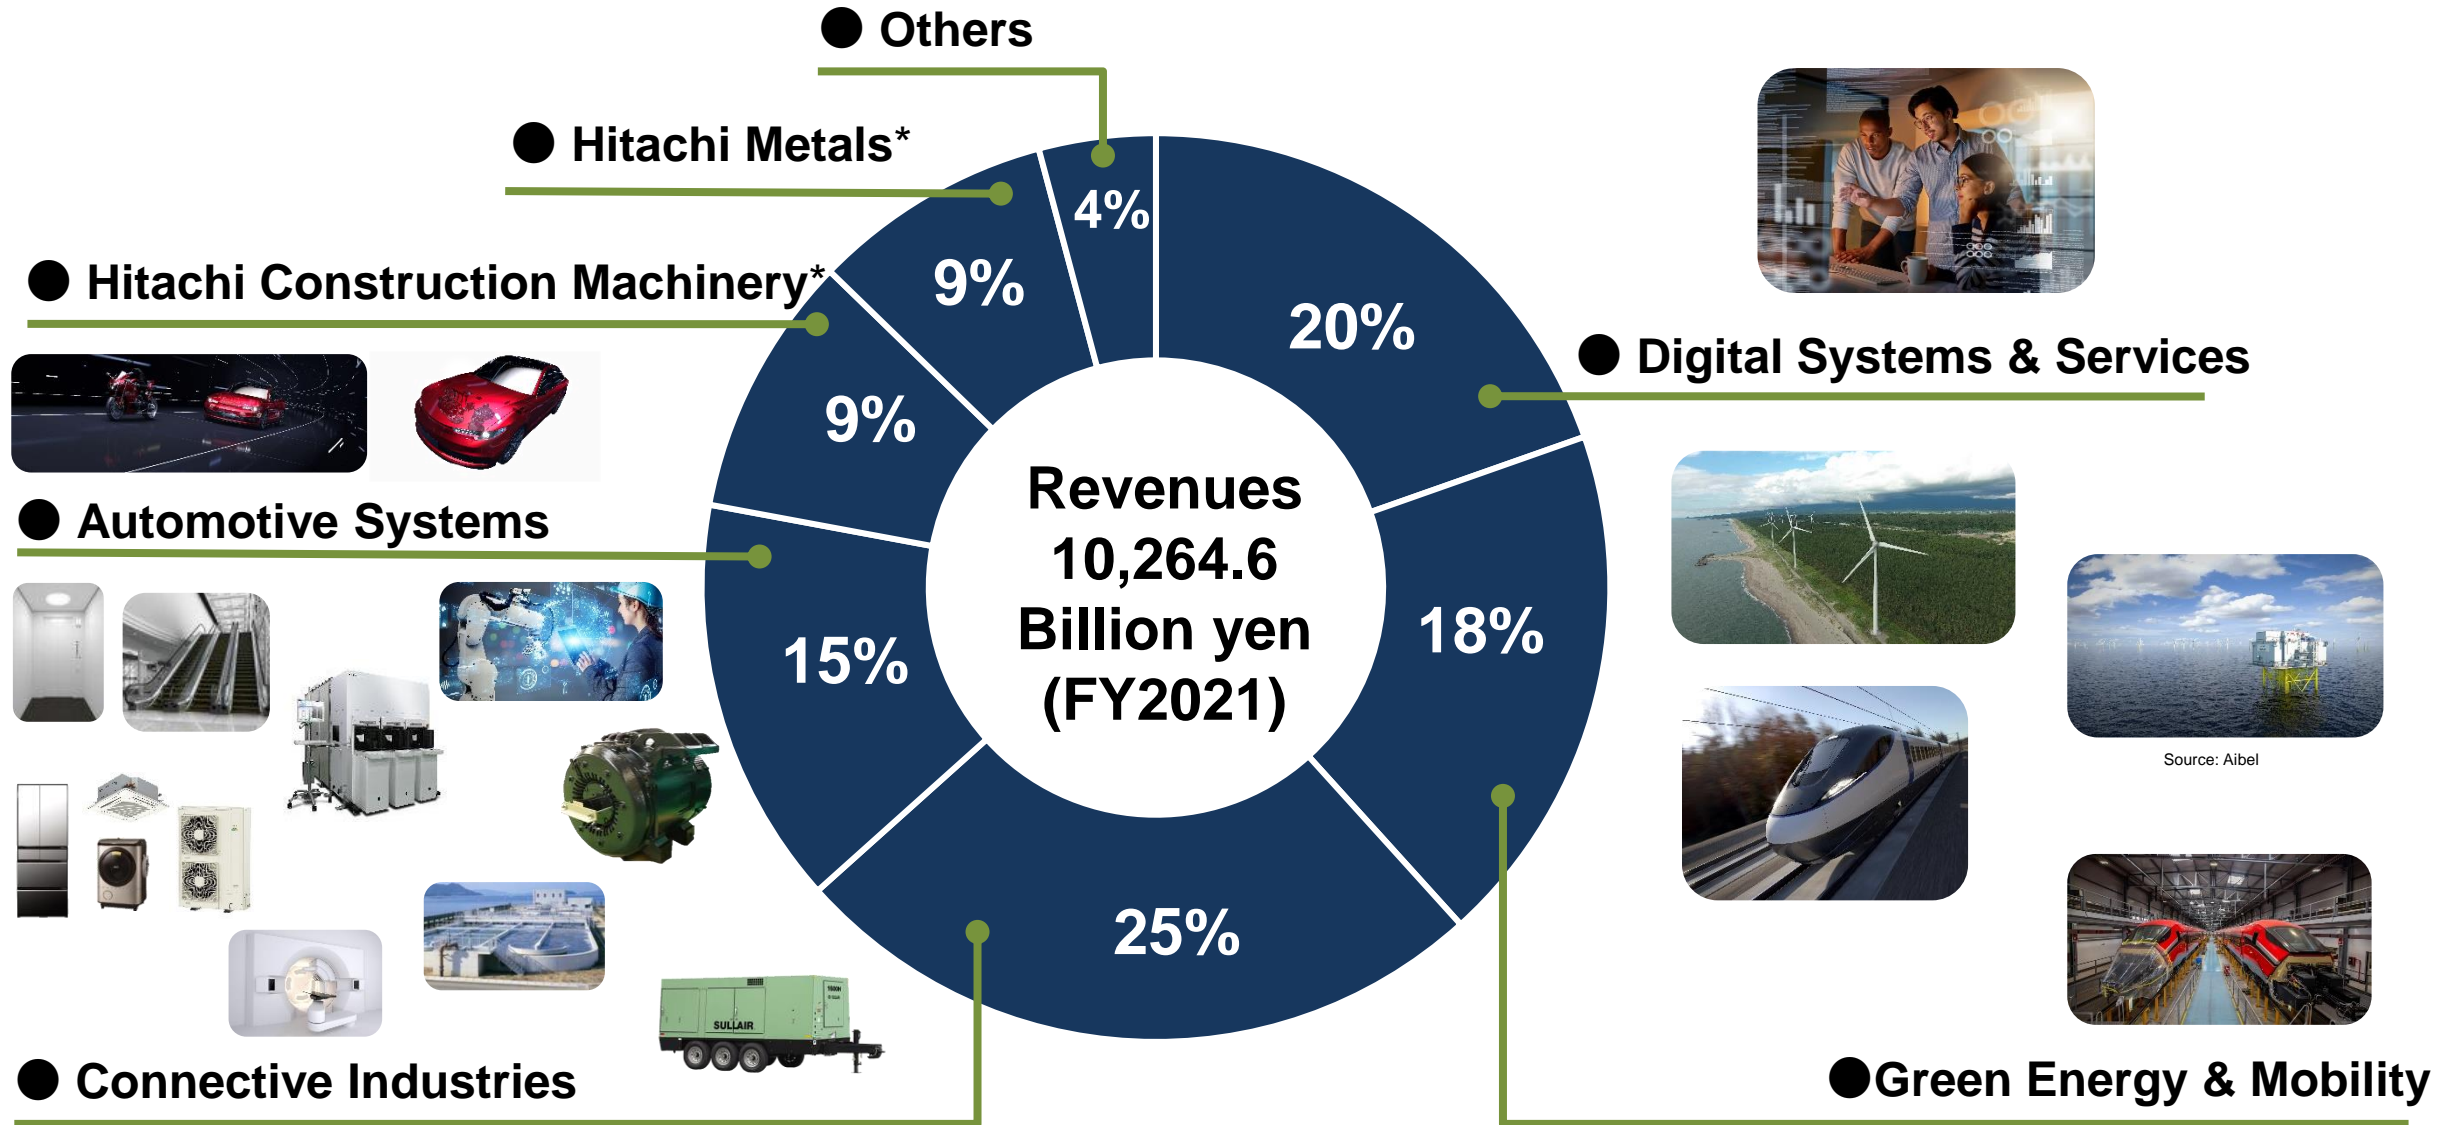 ● Others
● Hitachi Metals*
● Hitachi Construction Machinery*
● Automotive Systems
● Connective Industries
4%
9%
9%
15%
25%
20%
18%
Revenues
10,264.6
Billion yen
(FY2021)
● Digital Systems & Services
Source: Aibel
●Green Energy & Mobility
SULLAIR
1600H